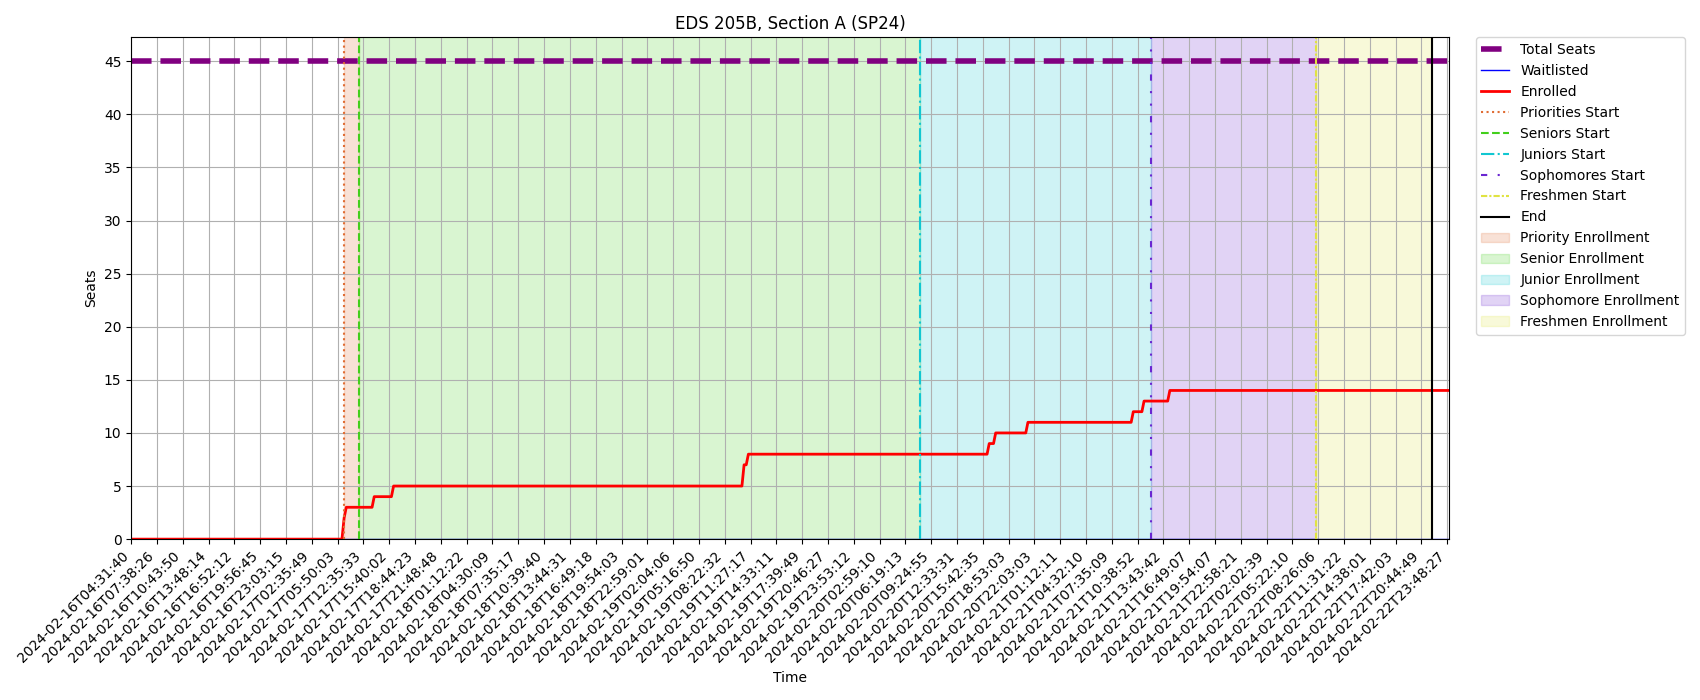 EDS 205B, Section A (SP24)
Seats
45
40
35
30
25
20
15
10
5
0
2024-02-16T04:31:40
2024-02-16T07:38:26
2024-02-16T10:43:50
2024-02-16T13:48:14
2024-02-16T16:52:12
2024-02-16T19:56:45
2024-02-16T23:03:15
2024-02-17T02:35:49
2024-02-17T05:50:03
2024-02-17T12:35:33
2024-02-17T15:40:02
2024-02-17T18:44:23
2024-02-17T21:48:48
2024-02-18T01:12:22
2024-02-18T04:30:09
2024-02-18T07:35:17
2024-02-18T10:39:40
2024-02-18T13:44:31
2024-02-18T16:49:18
2024-02-18T19:54:03
2024-02-18T22:59:01
2024-02-19T02:04:06
2024-02-19T05:16:50
2024-02-19T08:22:32
2024-02-19T11:27:17
2024-02-19T14:33:11
2024-02-19T17:39:49
2024-02-19T20:46:27
2024-02-19T23:53:12
2024-02-20T02:59:10
2024-02-20T06:19:13
2024-02-20T09:24:55
2024-02-20T12:33:31
2024-02-20T15:42:35
2024-02-20T18:53:03
2024-02-20T22:03:03
2024-02-21T01:12:11
2024-02-21T04:32:10
2024-02-21T07:35:09
2024-02-21T10:38:52
2024-02-21T13:43:42
2024-02-21T16:49:07
2024-02-21T19:54:07
2024-02-21T22:58:21
2024-02-22T02:02:39
2024-02-22T05:22:10
2024-02-22T08:26:06
2024-02-22T11:31:22
2024-02-22T14:38:01
2024-02-22T17:42:03
2024-02-22T20:44:49
2024-02-22T23:48:27
Time
Total Seats
Waitlisted
Enrolled
Priorities Start
Seniors Start
Juniors Start
Sophomores Start
Freshmen Start
End
Priority Enrollment
Senior Enrollment
Junior Enrollment
Sophomore Enrollment
Freshmen Enrollment